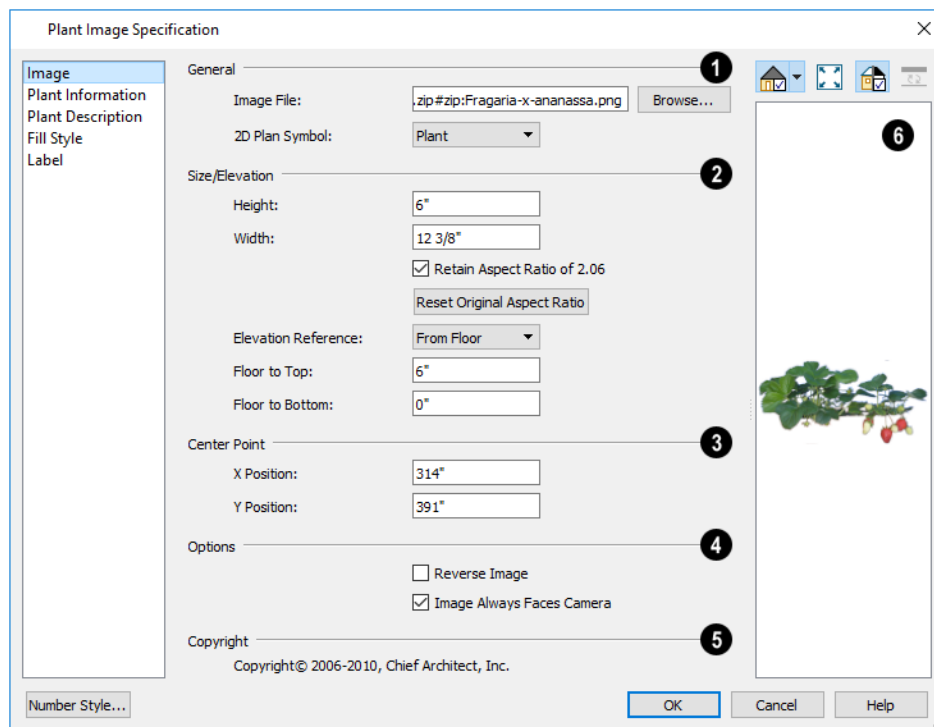 Plant Image Specification
Image
Plant Information
Plant Description
Fill Style
Label
General
1
Image File:
.zip#zip:Fragaria-x-ananassa.png
Browse...
2D Plan Symbol:
Plant
Size/Elevation
2
Height:
6"
Width:
12 3/8"
Retain Aspect Ratio of 2.06
Reset Original Aspect Ratio
Elevation Reference:
From Floor
Floor to Top:
6"
Floor to Bottom:
0"
Center Point
3
X Position:
314"
Y Position:
391"
Options
4
Reverse Image
Image Always Faces Camera
Copyright
5
Copyright© 2006-2010, Chief Architect, Inc.
6
Number Style...
OK
Cancel
Help